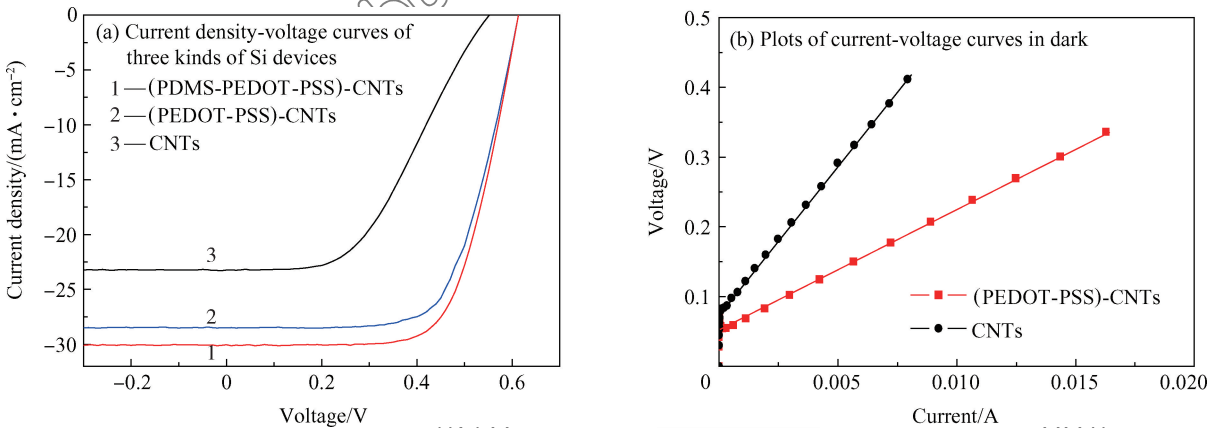 (a) Current density-voltage curves of
three kinds of Si devices
1—(PDMS-PEDOT-PSS)-CNTs
2—(PEDOT-PSS)-CNTs
3—CNTs
Current density/(mA • cm⁻²)
0
−5
−10
−15
−20
−25
−30
3
2
1
−0.2
0
0.2
0.4
0.6
Voltage/V
(b) Plots of current-voltage curves in dark
Voltage/V
0.5
0.4
0.3
0.2
0.1
(PEDOT-PSS)-CNTs
CNTs
0
0.005
0.010
0.015
0.020
Current/A